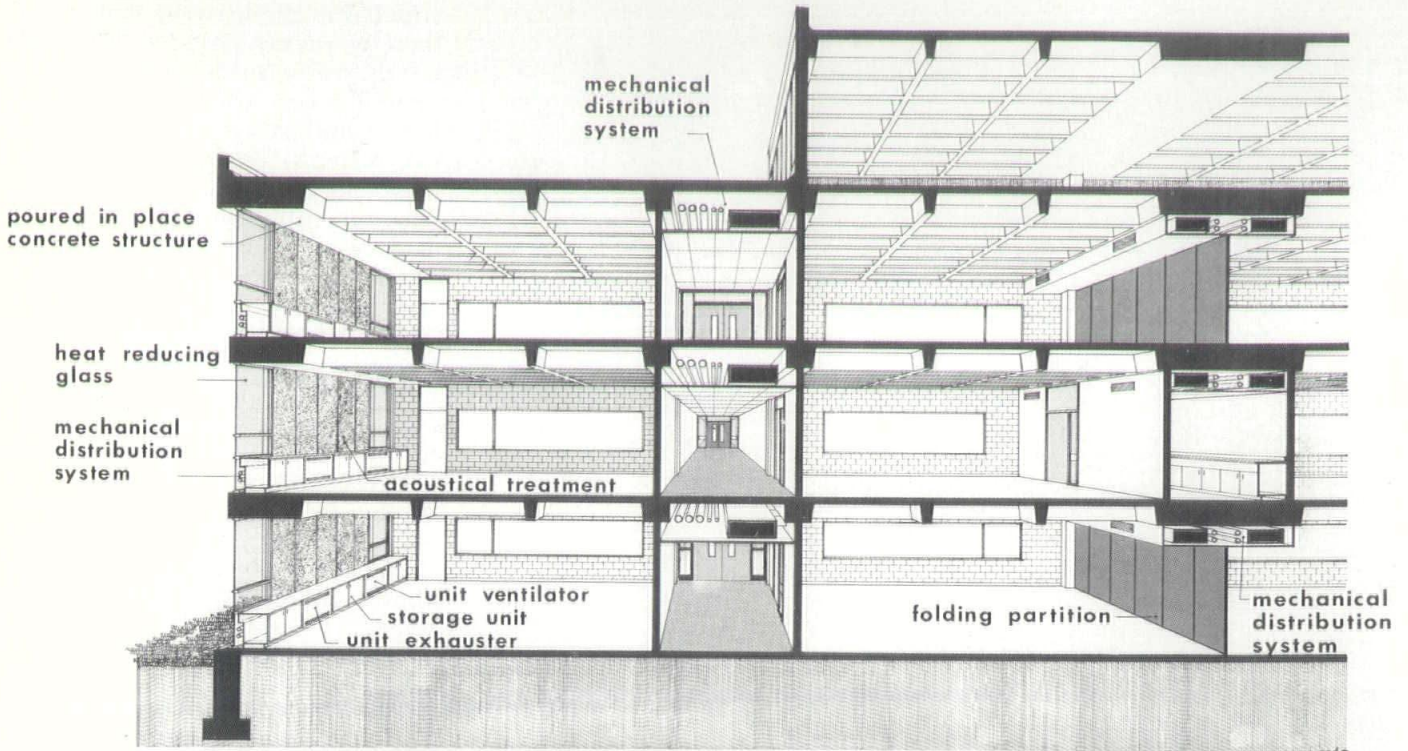 mechanical
distribution
system
poured in place
concrete structure
heat reducing
glass
mechanical
distribution
system
acoustical treatment
unit ventilator
storage unit
unit exhauster
folding partition
mechanical
distribution
system